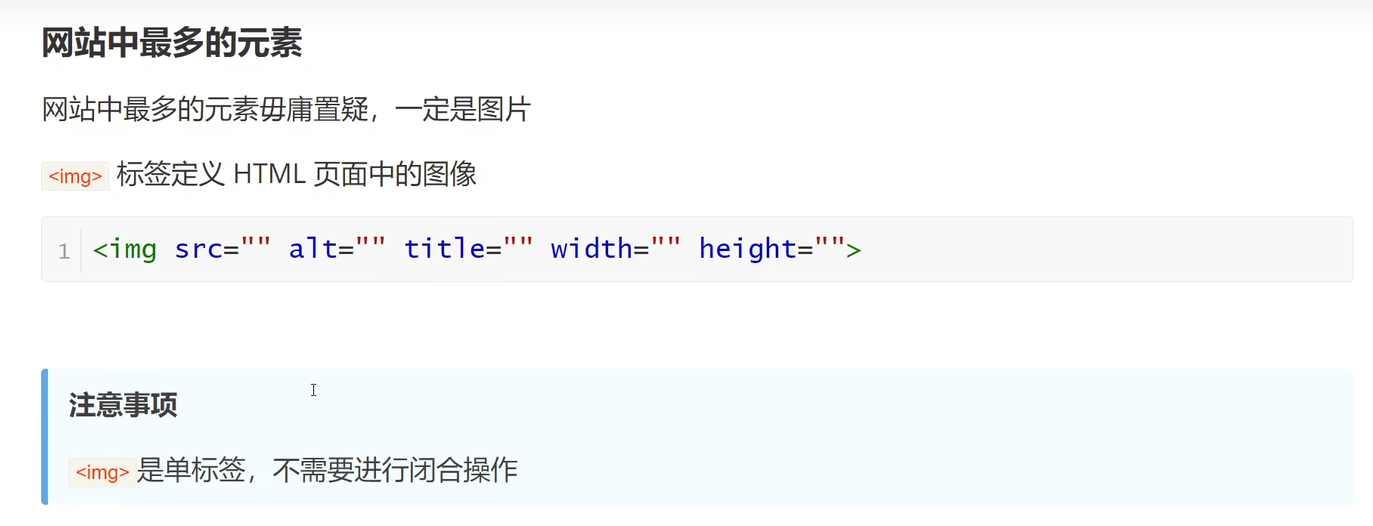 网站中最多的元素
网站中最多的元素毋庸置疑，一定是图片
<img> 标签定义 HTML 页面中的图像
1 <img src="" alt="" title="" width="" height="">
注意事项
<img>是单标签，不需要进行闭合操作